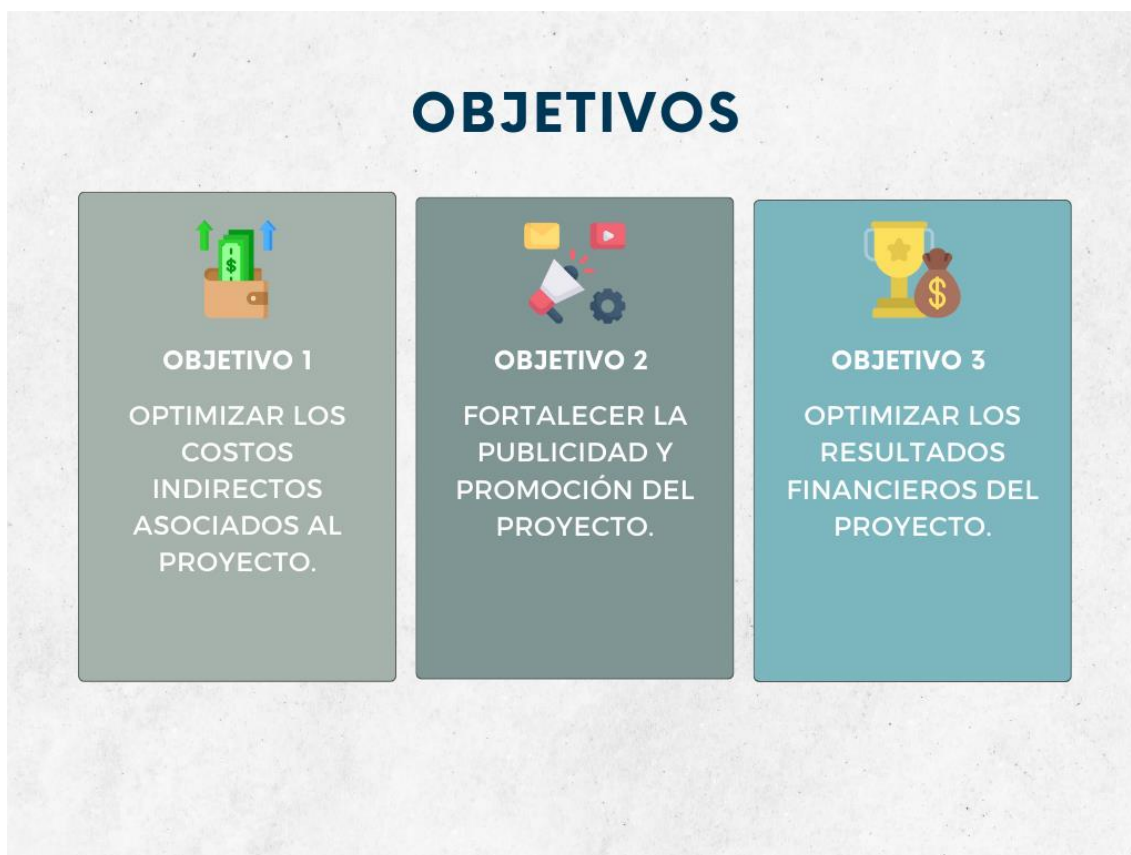 OBJETIVOS
OBJETIVO 1
OPTIMIZAR LOS
COSTOS
INDIRECTOS
ASOCIADOS AL
PROYECTO.
OBJETIVO 2
FORTALECER LA
PUBLICIDAD Y
PROMOCIÓN DEL
PROYECTO.
OBJETIVO 3
OPTIMIZAR LOS
RESULTADOS
FINANCIEROS DEL
PROYECTO.